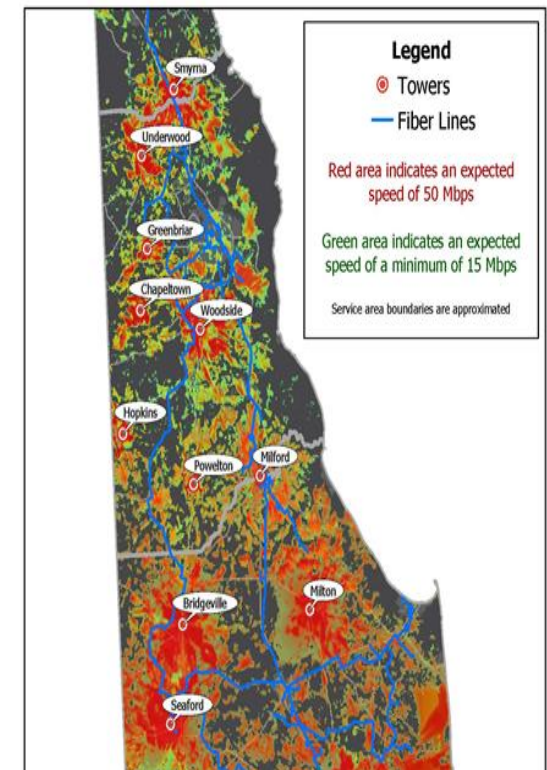 Legend
Towers
Fiber Lines
Red area indicates an expected
speed of 50 Mbps
Green area indicates an expected
speed of a minimum of 15 Mbps
Service area boundaries are approximated
Smyrna
Underwood
Greenbriar
Chapeltown
Woodside
Hopkins
Powelton
Milford
Bridgeville
Milton
Seaford